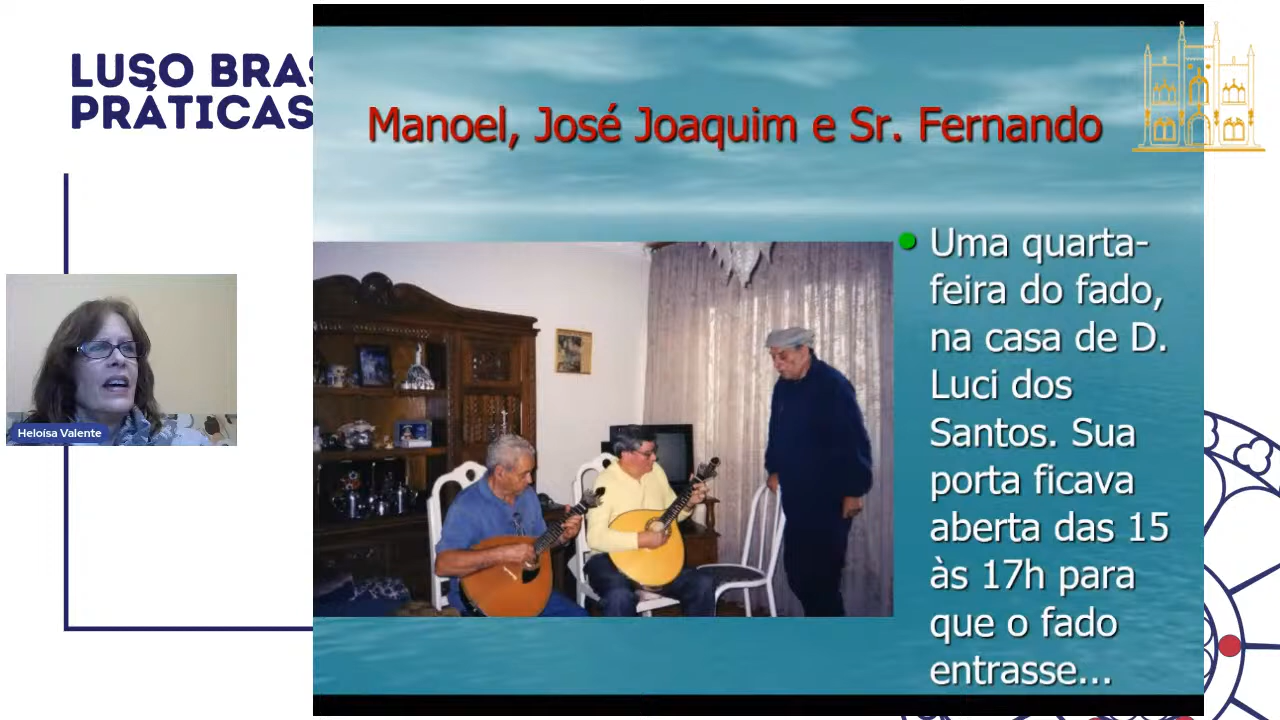 LUSO BRAS
PRÁTICAS
Manoel, José Joaquim e Sr. Fernando
Uma quarta-
feira do fado,
na casa de D.
Luci dos
Santos. Sua
porta ficava
aberta das 15
às 17h para
que o fado
entrasse...
Heloísa Valente